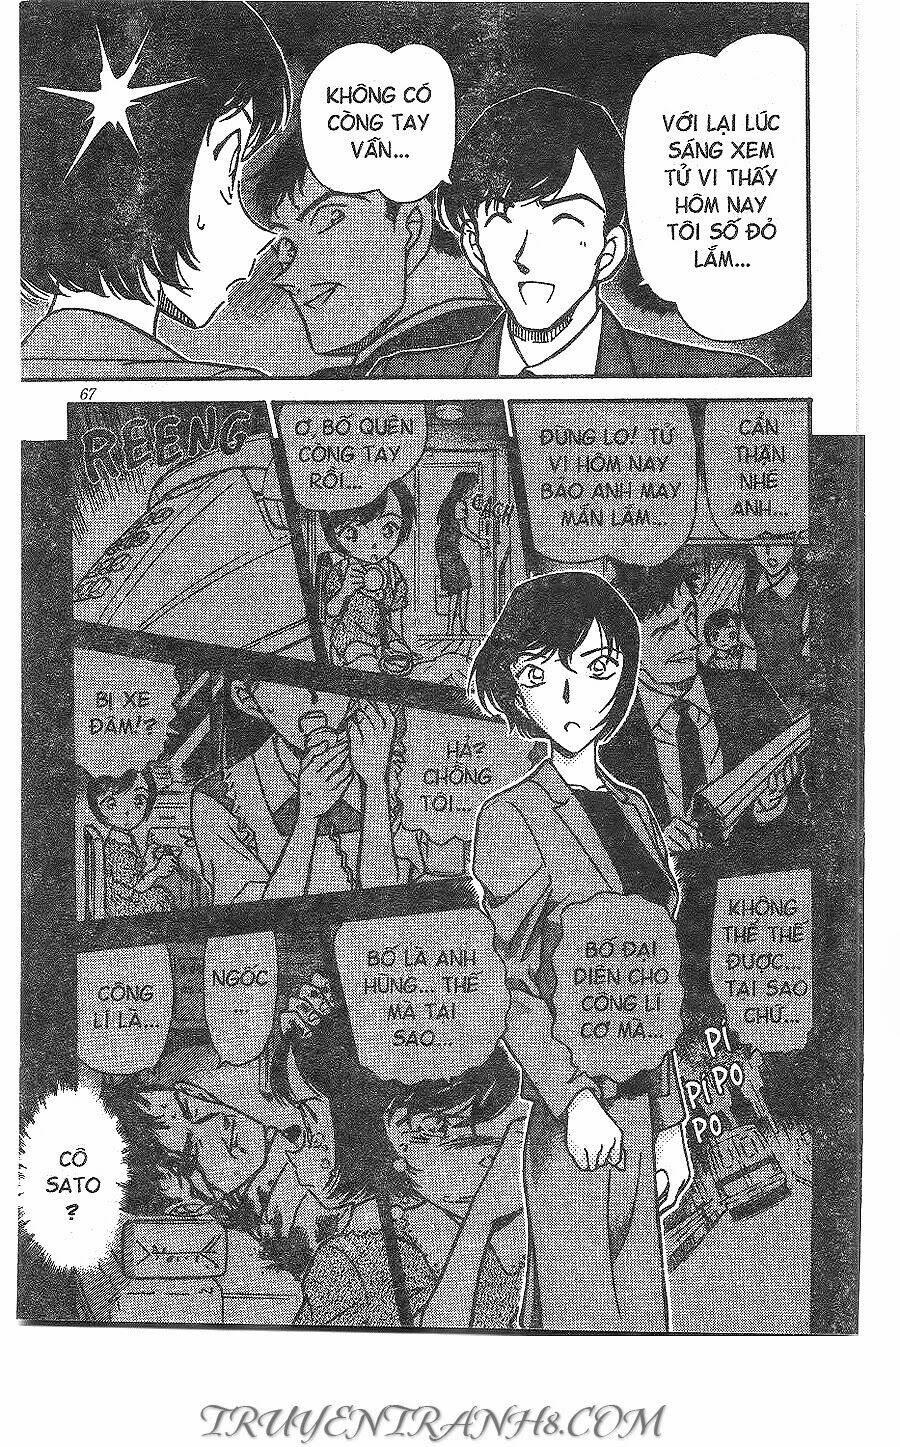 VỚI LẠI LÚC
SÁNG XEM
TỬ VI THẤY
HÔM NAY
TÔI SỐ ĐỎ
LẮM...
KHÔNG CÓ
CÒNG TAY
VẪN...
67
CẨN
THẬN
NHÉ
ANH...
ĐỪNG LO! TỬ
VI HÔM NAY
BẢO ANH MAY
MẮN LẮM...
Ơ, BỐ QUÊN
CÒNG TAY
RỒI...
CẠCH
REENG
HẢ?
CHỒNG
TÔI...
BỊ XE
ĐÂM!?
KHÔNG
THỂ THẾ
ĐƯỢC...
TẠI SAO
CHỨ...
BỐ ĐẠI
DIỆN CHO
CÔNG LÍ
CƠ MÀ...
BỐ LÀ ANH
HÙNG... THẾ
MÀ TẠI
SAO...
NGỐC
...
CÔNG
LÍ LÀ...
PÍ
PO
PÍ
PO
CÔ
SATO
?
TRUYENTRANH8.COM